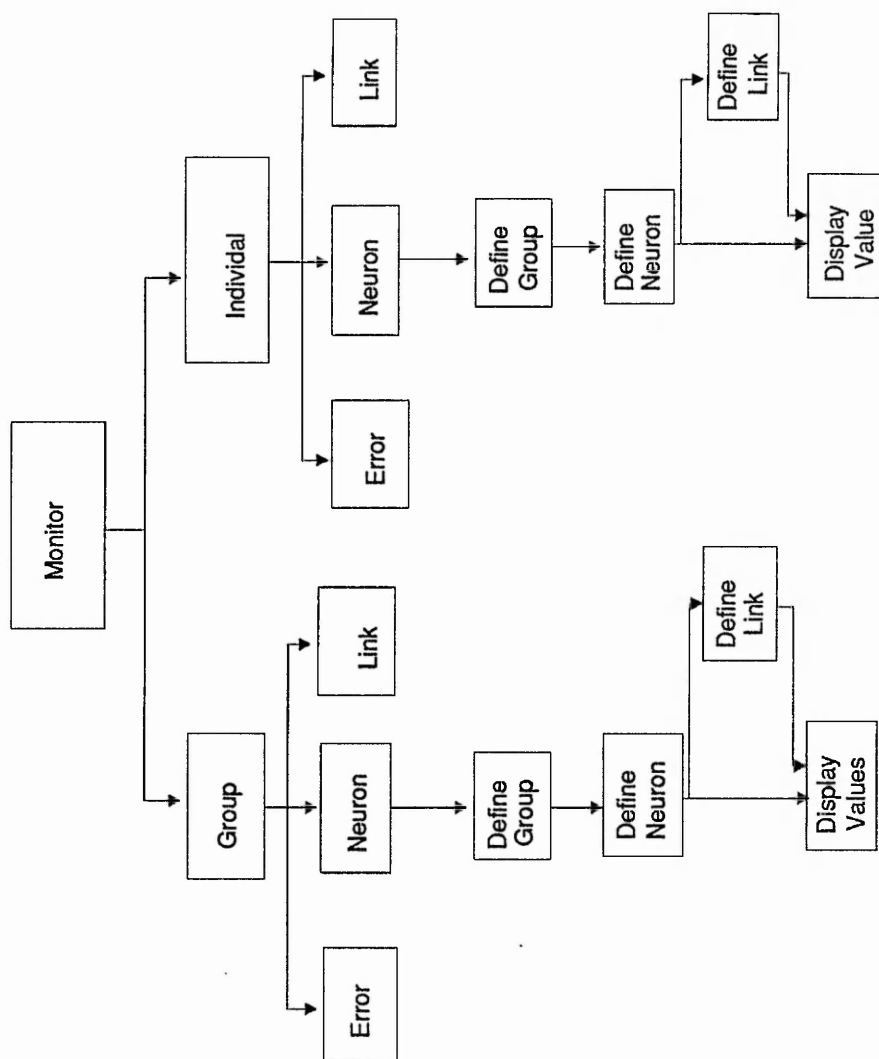 Monitor
Group
Individal
Error
Neuron
Link
Error
Neuron
Link
Define
Group
Define
Group
Define
Neuron
Define
Neuron
Define
Link
Define
Link
Display
Values
Display
Value